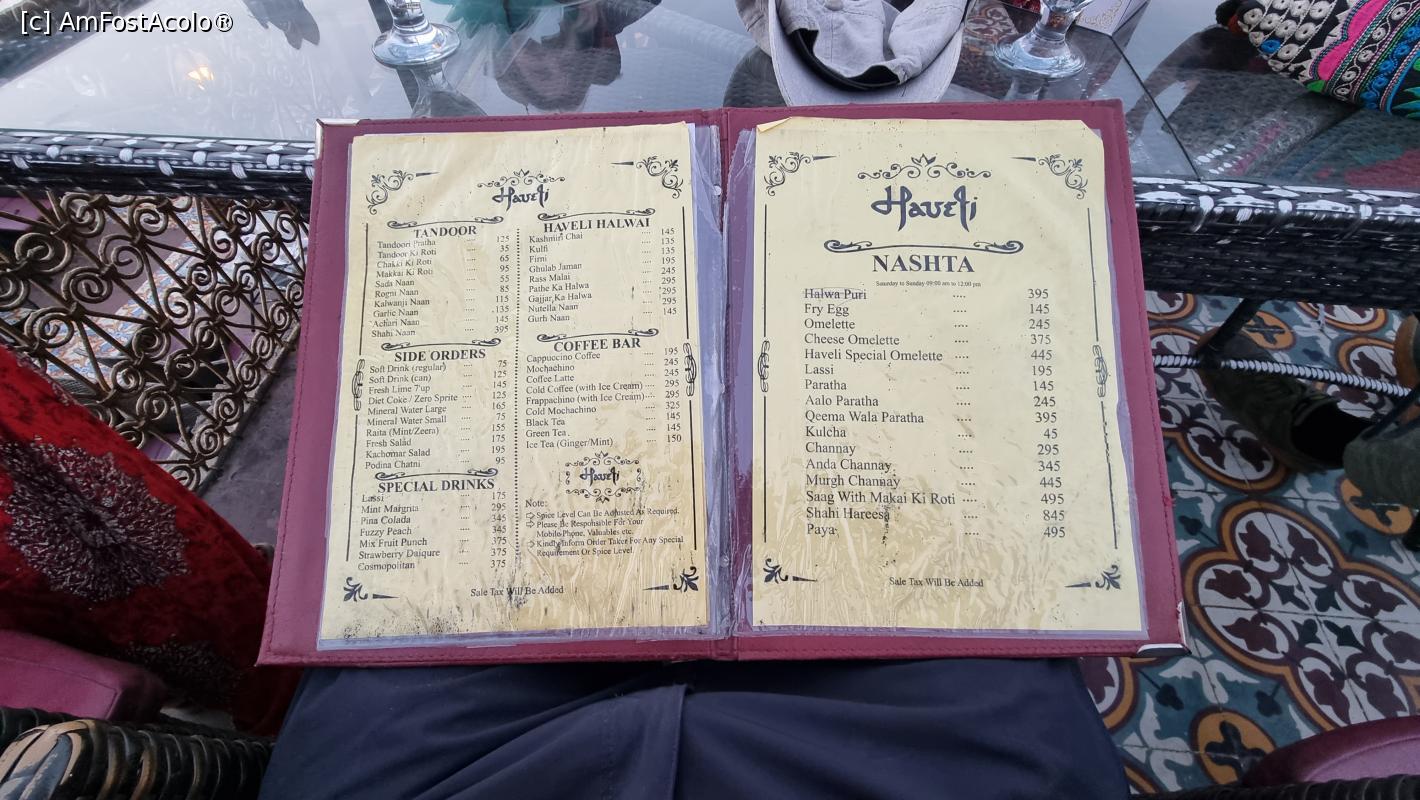 [c] AmFostAcolo®
Haveli
TANDOOR
Tandoori Pratha .... 125
Tandoor Ki Roti .... 35
Chakki Ki Roti .... 65
Makkai Ki Roti .... 95
Sada Naan .... 55
Rogni Naan .... 85
Kalwanji Naan .... 115
Garlic Naan .... 135
Achari Naan .... 145
Shahi Naan .... 395
SIDE ORDERS
Soft Drink (regular) .... 75
Soft Drink (can) .... 125
Fresh Lime 7up .... 145
Diet Coke / Zero Sprite .... 125
Mineral Water Large .... 165
Mineral Water Small .... 75
Raita (Mint/Zeera) .... 155
Fresh Salad .... 175
Kachomar Salad .... 195
Podina Chatni .... 95
SPECIAL DRINKS
Lassi .... 175
Mint Margrita .... 295
Pina Colada .... 345
Fuzzy Peach .... 345
Mix Fruit Punch .... 375
Strawberry Daiqure .... 375
Cosmopolitan .... 375
HAVELI HALWAI
Kashmiri Chai .... 145
Kulfi .... 135
Firni .... 135
Ghulab Jaman .... 195
Rass Malai .... 245
Pathe Ka Halwa .... 295
Gajjar Ka Halwa .... 295
Nutella Naan .... 295
Gurh Naan .... 145
COFFEE BAR
Cappucino Coffee .... 195
Mochachino .... 245
Coffee Latte .... 245
Cold Coffee (with Ice Cream) .... 295
Frappachino (with Ice Cream) .... 295
Cold Mochachino .... 325
Black Tea .... 145
Green Tea .... 145
Ice Tea (Ginger/Mint) .... 150
Haveli
Note:
Spice Level Can Be Adjusted As Required.
Please Be Responsible For Your
Mobile Phone, Valuables etc.
Kindly Inform Order Taker For Any Special
Requirement Or Spice Level.
Sale Tax Will Be Added
Haveli
NASHTA
Saturday to Sunday 09:00 am to 12:00 pm
Halwa Puri .... 395
Fry Egg .... 145
Omelette .... 245
Cheese Omelette .... 375
Haveli Special Omelette .... 445
Lassi .... 195
Paratha .... 145
Aalo Paratha .... 245
Qeema Wala Paratha .... 395
Kulcha .... 45
Channay .... 295
Anda Channay .... 345
Murgh Channay .... 445
Saag With Makai Ki Roti .... 495
Shahi Hareesa .... 845
Paya .... 495
Sale Tax Will Be Added